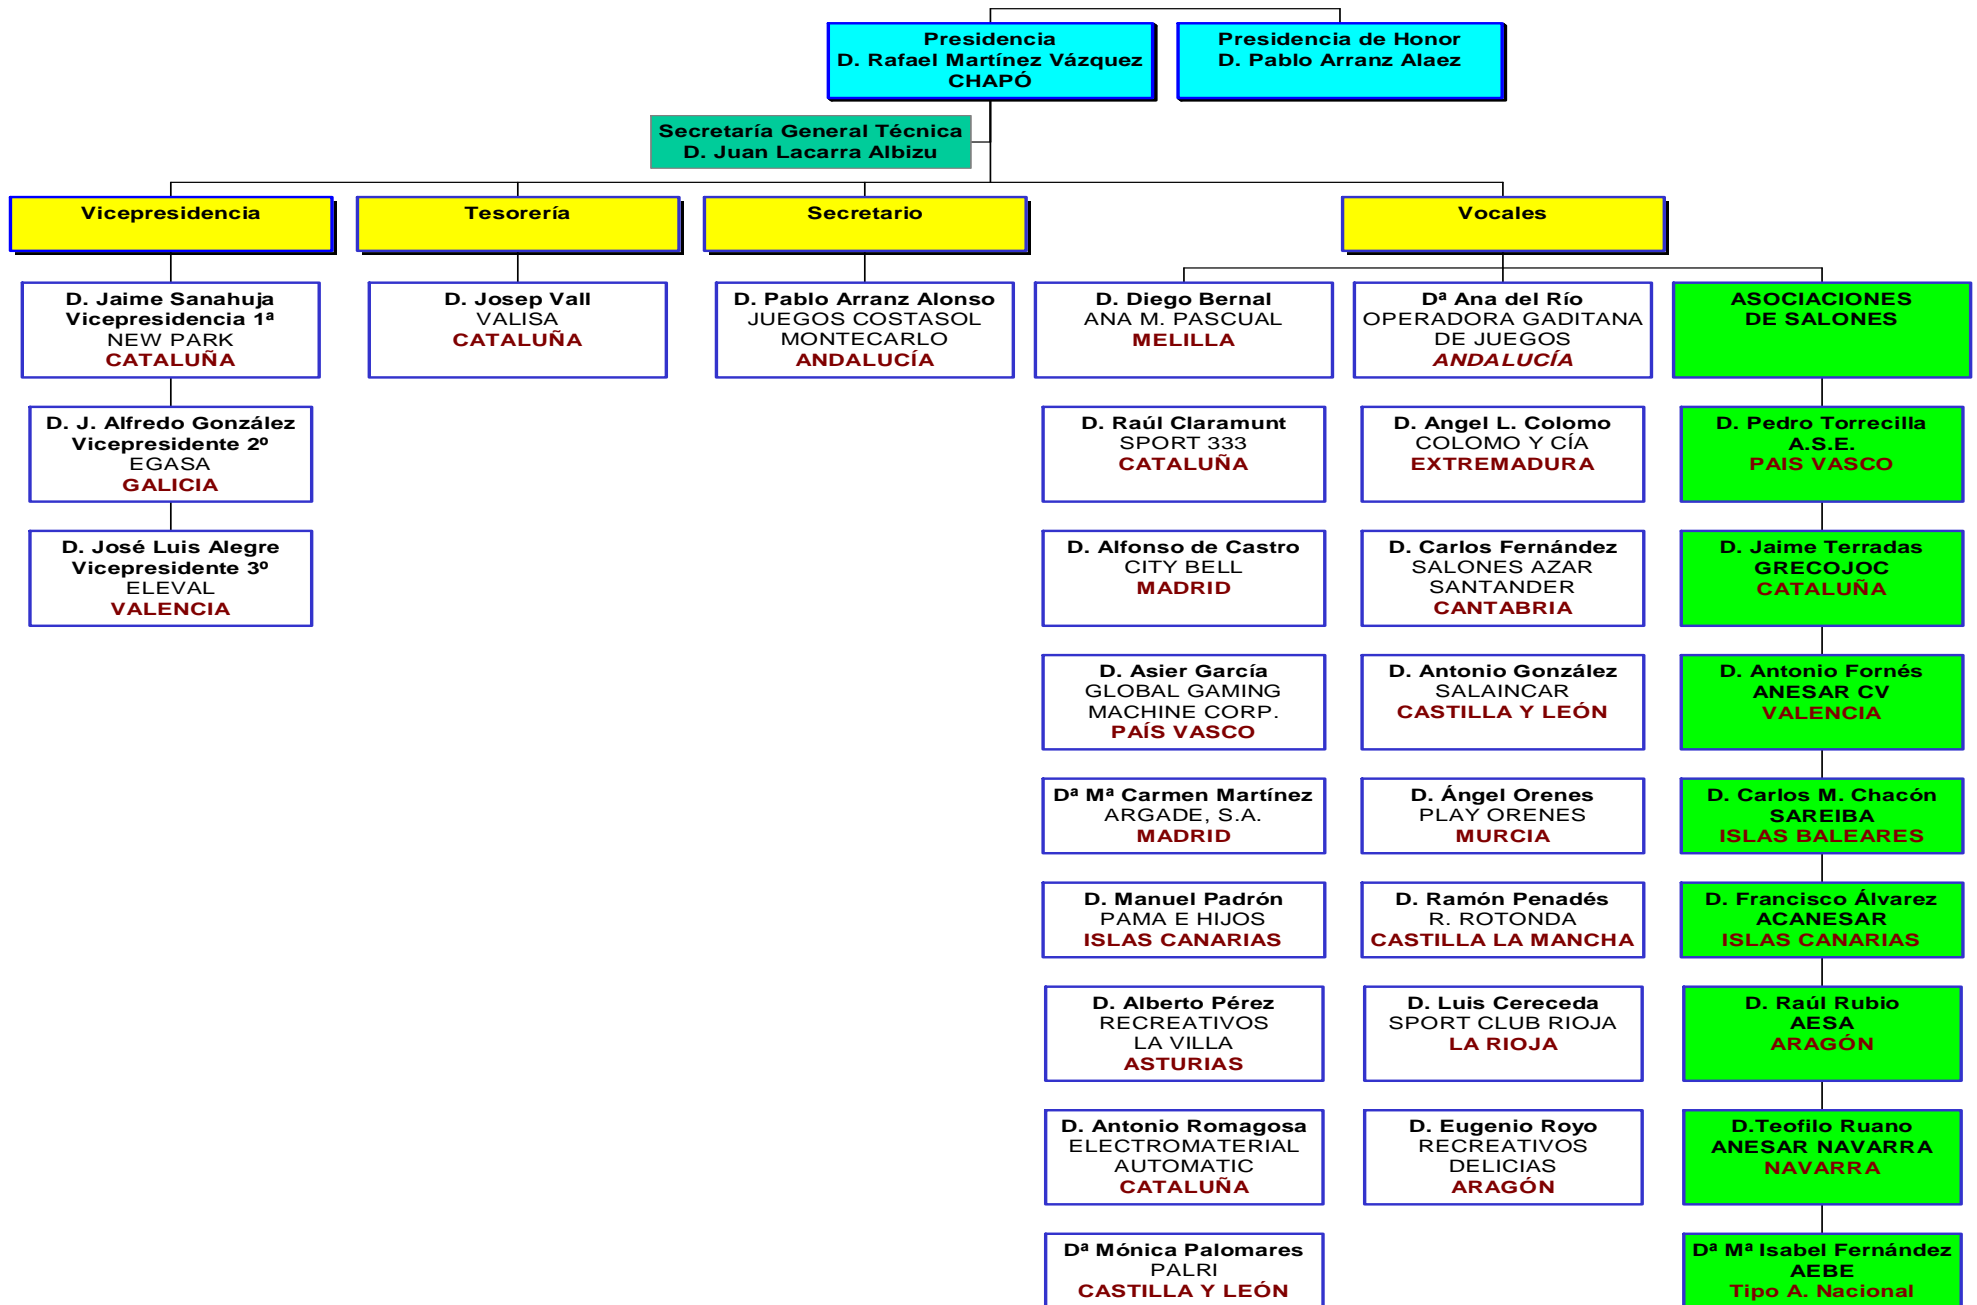 Presidencia
D. Rafael Martínez Vázquez
CHAPÓ
Presidencia de Honor
D. Pablo Arranz Alaez
Secretaría General Técnica
D. Juan Lacarra Albizu
Vicepresidencia
Tesorería
Secretario
Vocales
D. Jaime Sanahuja
Vicepresidencia 1ª
NEW PARK
CATALUÑA
D. J. Alfredo González
Vicepresidente 2º
EGASA
GALICIA
D. José Luis Alegre
Vicepresidente 3º
ELEVAL
VALENCIA
D. Josep Vall
VALISA
CATALUÑA
D. Pablo Arranz Alonso
JUEGOS COSTASOL
MONTECARLO
ANDALUCÍA
D. Diego Bernal
ANA M. PASCUAL
MELILLA
D. Raúl Claramunt
SPORT 333
CATALUÑA
D. Alfonso de Castro
CITY BELL
MADRID
D. Asier García
GLOBAL GAMING
MACHINE CORP.
PAÍS VASCO
Dª Mª Carmen Martínez
ARGADE, S.A.
MADRID
D. Manuel Padrón
PAMA E HIJOS
ISLAS CANARIAS
D. Alberto Pérez
RECREATIVOS
LA VILLA
ASTURIAS
D. Antonio Romagosa
ELECTROMATERIAL
AUTOMATIC
CATALUÑA
Dª Mónica Palomares
PALRI
CASTILLA Y LEÓN
Dª Ana del Río
OPERADORA GADITANA
DE JUEGOS
ANDALUCÍA
D. Angel L. Colomo
COLOMO Y CÍA
EXTREMADURA
D. Carlos Fernández
SALONES AZAR
SANTANDER
CANTABRIA
D. Antonio González
SALAINCAR
CASTILLA Y LEÓN
D. Ángel Orenes
PLAY ORENES
MURCIA
D. Ramón Penadés
R. ROTONDA
CASTILLA LA MANCHA
D. Luis Cereceda
SPORT CLUB RIOJA
LA RIOJA
D. Eugenio Royo
RECREATIVOS
DELICIAS
ARAGÓN
ASOCIACIONES
DE SALONES
D. Pedro Torrecilla
A.S.E.
PAIS VASCO
D. Jaime Terradas
GRECOJOC
CATALUÑA
D. Antonio Fornés
ANESAR CV
VALENCIA
D. Carlos M. Chacón
SAREIBA
ISLAS BALEARES
D. Francisco Álvarez
ACANESAR
ISLAS CANARIAS
D. Raúl Rubio
AESA
ARAGÓN
D.Teofilo Ruano
ANESAR NAVARRA
NAVARRA
Dª Mª Isabel Fernández
AEBE
Tipo A. Nacional